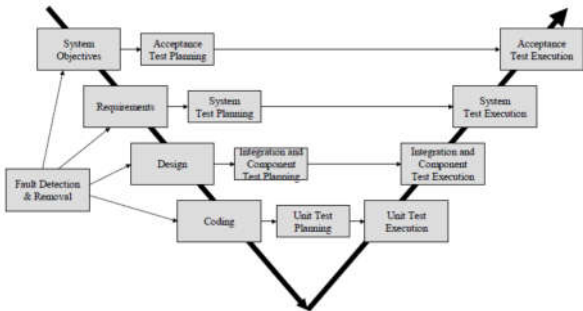 System
Objectives
Acceptance
Test Planning
Acceptance
Test Execution
Requirements
System
Test Planning
System
Test Execution
Design
Integration and
Component
Test Planning
Integration and
Component
Test Execution
Fault Detection
& Removal
Coding
Unit Test
Planning
Unit Test
Execution